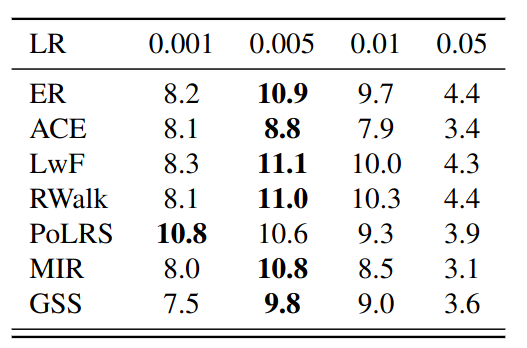 LR 0.001 0.005 0.01 0.05
ER 8.2 10.9 9.7 4.4
ACE 8.1 8.8 7.9 3.4
LwF 8.3 11.1 10.0 4.3
RWalk 8.1 11.0 10.3 4.4
PoLRS 10.8 10.6 9.3 3.9
MIR 8.0 10.8 8.5 3.1
GSS 7.5 9.8 9.0 3.6